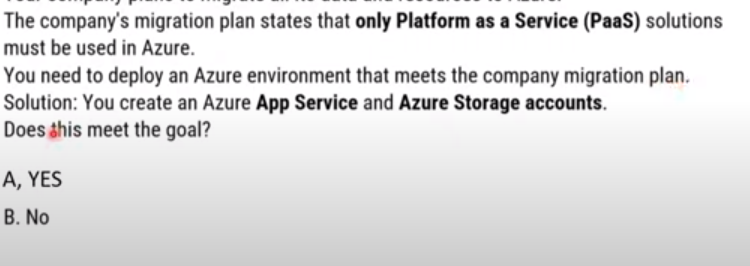 The company's migration plan states that only Platform as a Service (PaaS) solutions
must be used in Azure.
You need to deploy an Azure environment that meets the company migration plan.
Solution: You create an Azure App Service and Azure Storage accounts.
Does this meet the goal?
A, YES
B. No